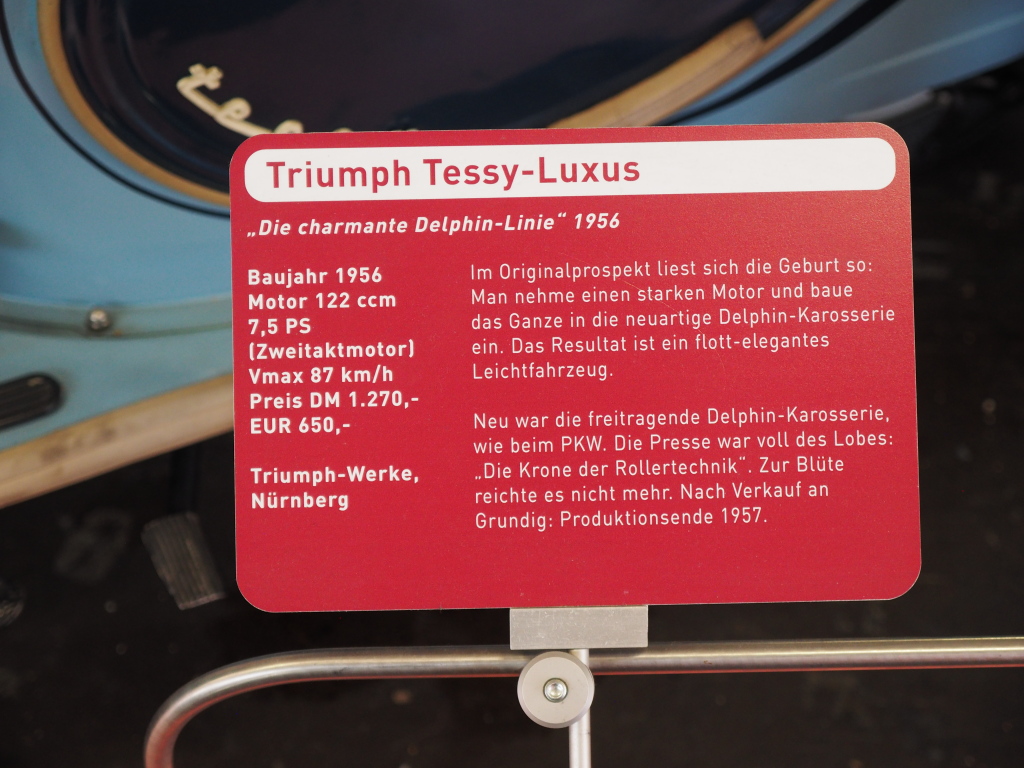 Triumph Tessy-Luxus
„Die charmante Delphin-Linie“ 1956
Baujahr 1956
Motor 122 ccm
7,5 PS
(Zweitaktmotor)
Vmax 87 km/h
Preis DM 1.270,-
EUR 650,-
Triumph-Werke,
Nürnberg
Im Originalprospekt liest sich die Geburt so:
Man nehme einen starken Motor und baue
das Ganze in die neuartige Delphin-Karosserie
ein. Das Resultat ist ein flott-elegantes
Leichtfahrzeug.
Neu war die freitragende Delphin-Karosserie,
wie beim PKW. Die Presse war voll des Lobes:
„Die Krone der Rollertechnik“. Zur Blüte
reichte es nicht mehr. Nach Verkauf an
Grundig: Produktionsende 1957.